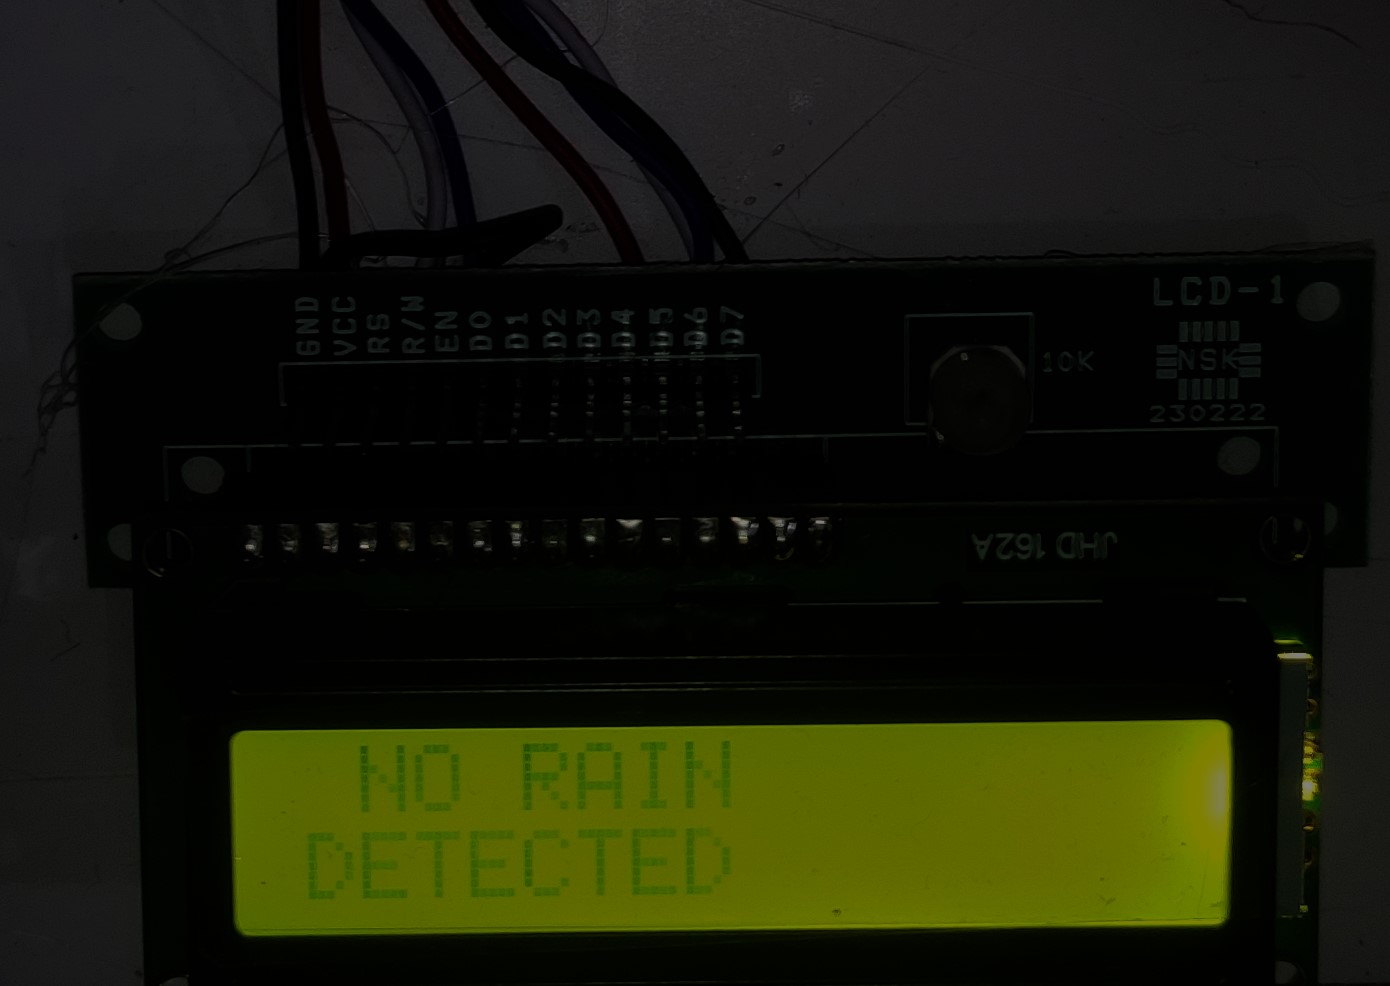 GND
VCC
RS
R/W
EN
D0
D1
D2
D3
D4
D5
D6
D7
LCD-1
10K
NSK
230222
JHD 162A
NO RAIN
DETECTED